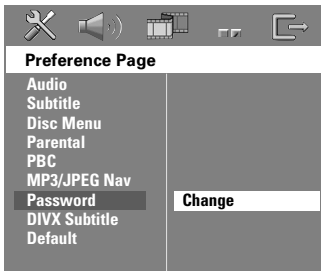 Preference Page
Audio
Subtitle
Disc Menu
Parental
PBC
MP3/JPEG Nav
Password Change
DIVX Subtitle
Default